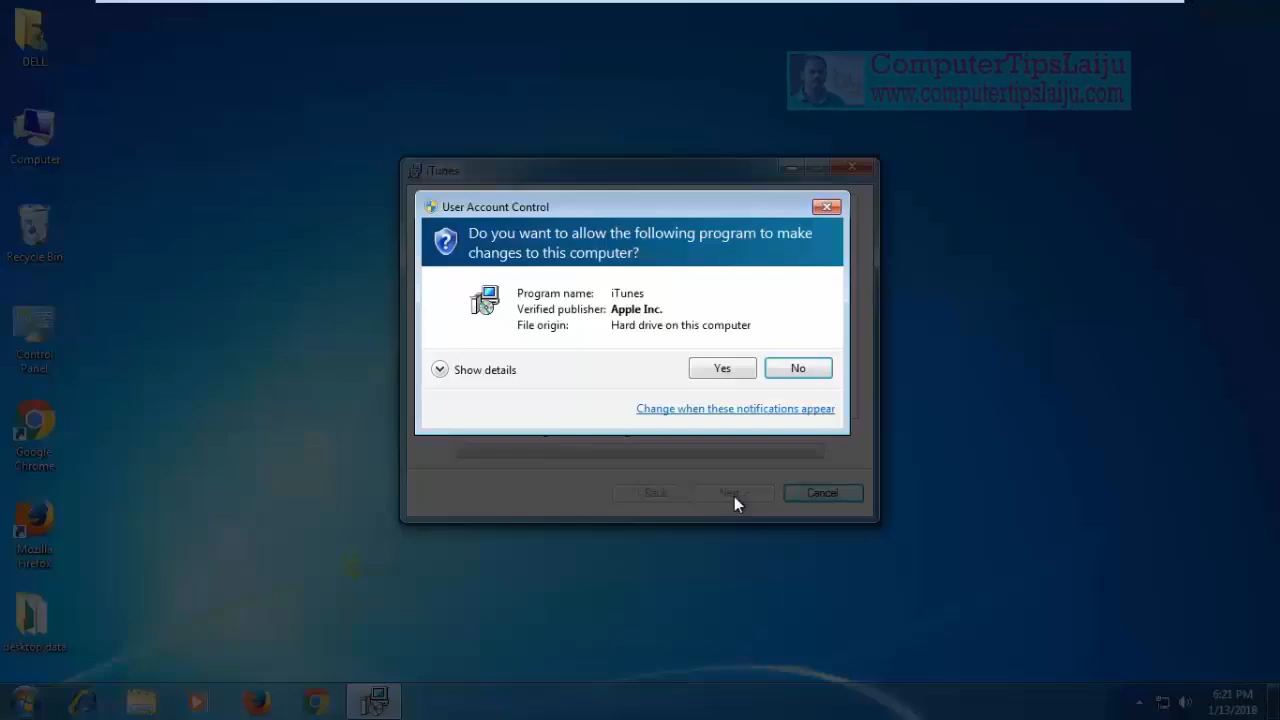 DELL
Computer
Recycle Bin
Control
Panel
Google
Chrome
Mozilla
Firefox
desktop data
ComputerTipsLaiju
www.computertipslaiju.com
iTunes
User Account Control
Do you want to allow the following program to make
changes to this computer?
Program name: iTunes
Verified publisher: Apple Inc.
File origin: Hard drive on this computer
Show details
Yes
No
Change when these notifications appear
< Back
Next >
Cancel
6:21 PM
1/13/2018